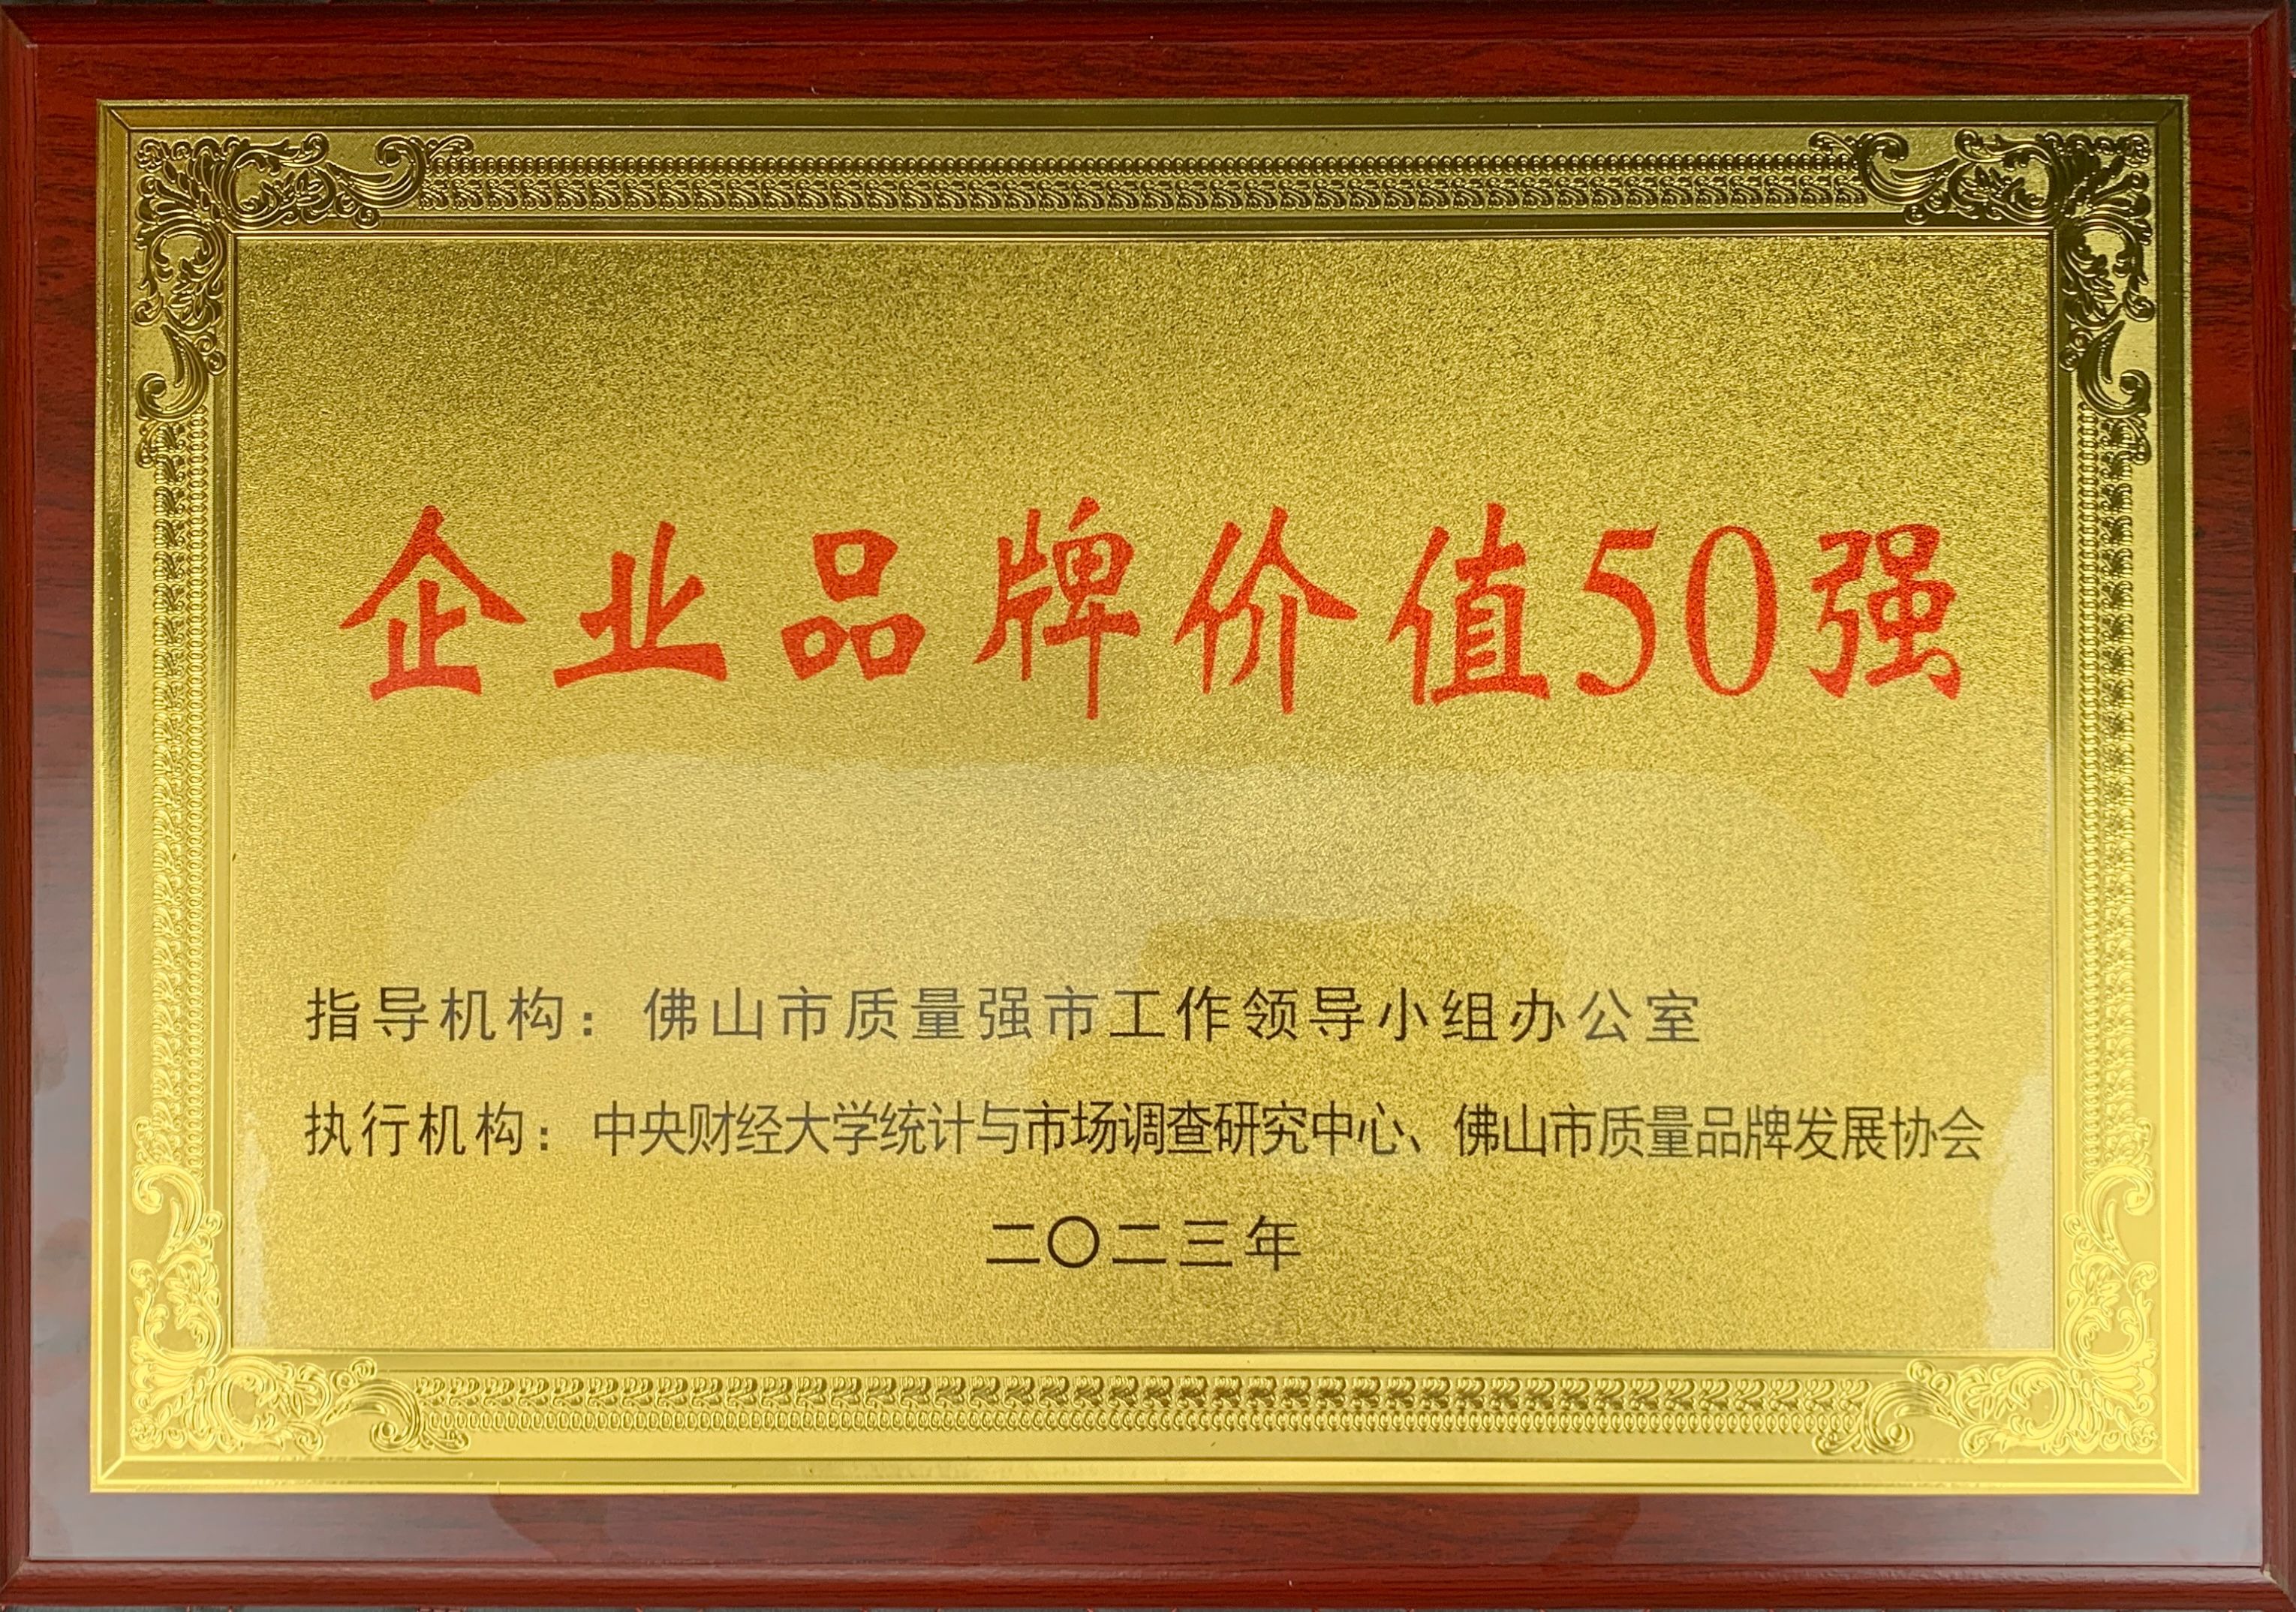 企业品牌价值50强
指导机构：佛山市质量强市工作领导小组办公室
执行机构：中央财经大学统计与市场调查研究中心、佛山市质量品牌发展协会
二〇二三年